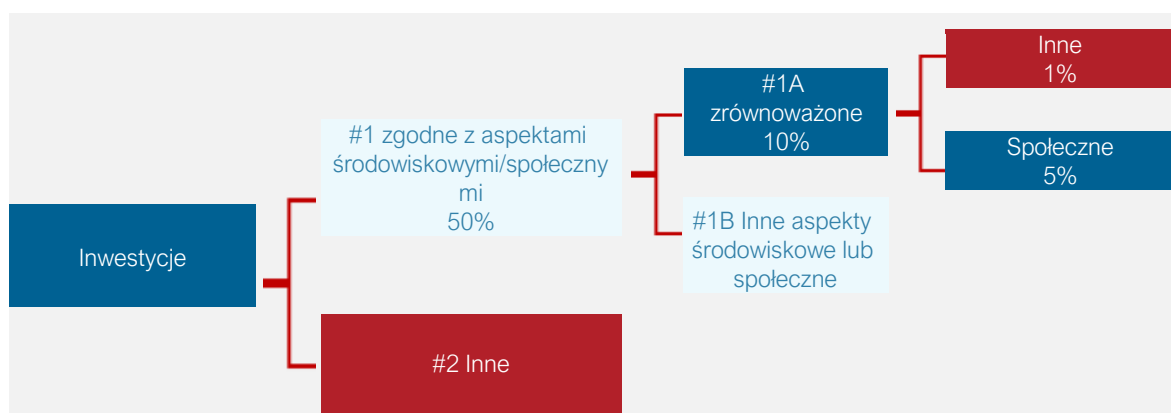 Inwestycje
#1 zgodne z aspektami
środowiskowymi/społeczny
mi
50%
#2 Inne
#1A
zrównoważone
10%
#1B Inne aspekty
środowiskowe lub
społeczne
Inne
1%
Społeczne
5%